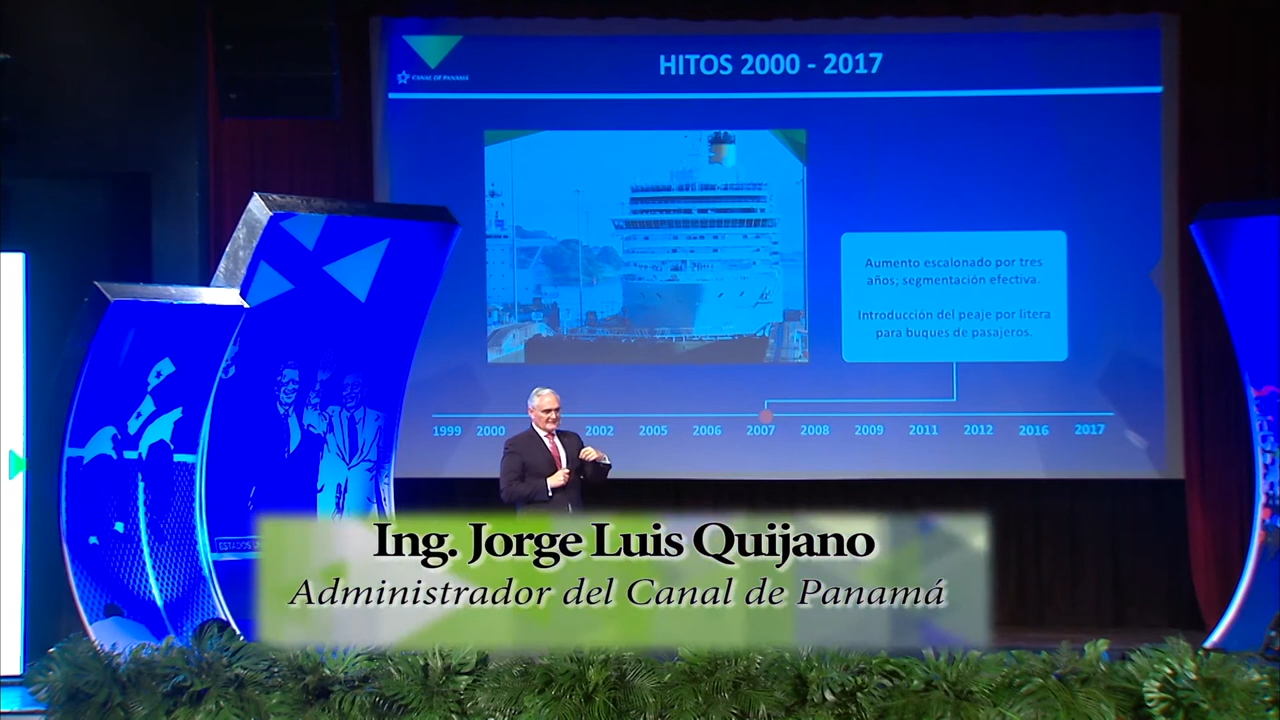 HITOS 2000 - 2017
CANAL DE PANAMÁ
Aumento escalonado por tres
años; segmentación efectiva.
Introducción del peaje por litera
para buques de pasajeros.
1999 2000 2002 2005 2006 2007 2008 2009 2011 2012 2016 2017
Ing. Jorge Luis Quijano
Administrador del Canal de Panamá